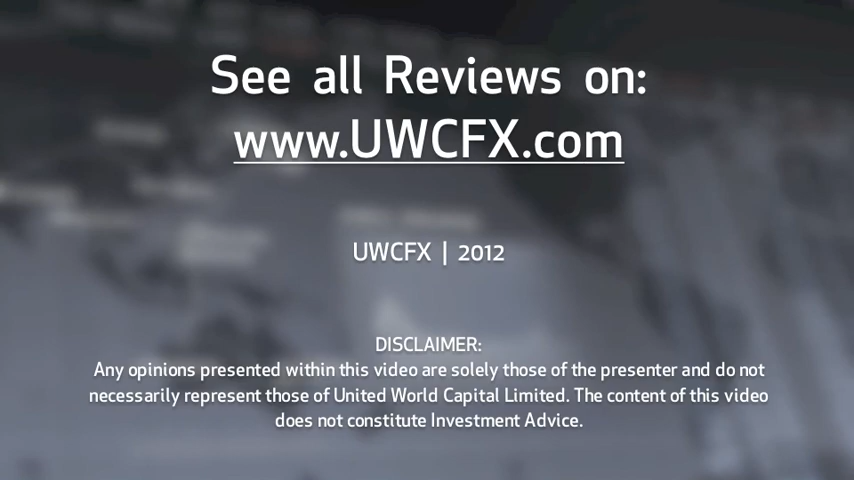 See all Reviews on:
www.UWCFX.com
UWCFX | 2012
DISCLAIMER:
Any opinions presented within this video are solely those of the presenter and do not
necessarily represent those of United World Capital Limited. The content of this video
does not constitute Investment Advice.